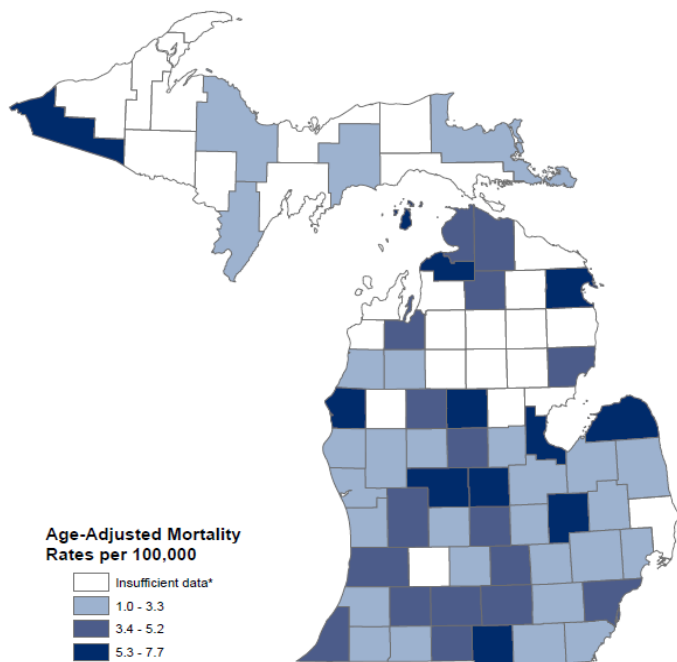 Age-Adjusted Mortality
Rates per 100,000
Insufficient data*
1.0 - 3.3
3.4 - 5.2
5.3 - 7.7